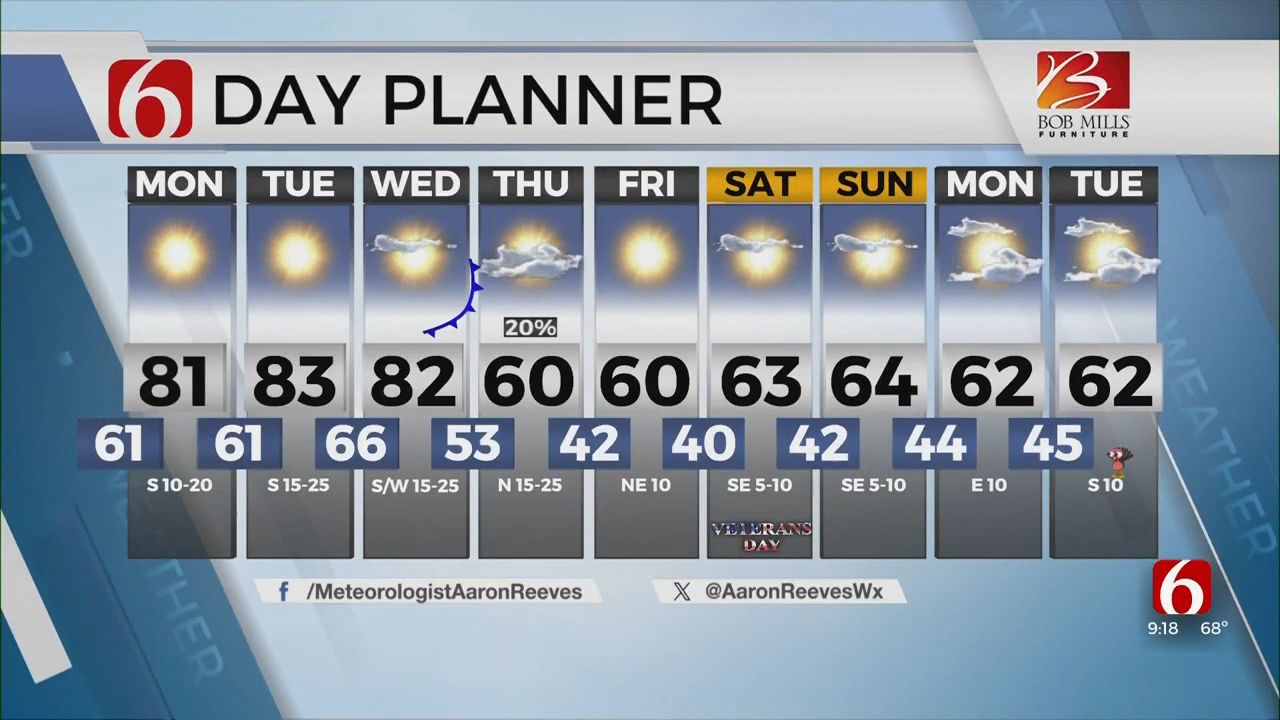 6 DAY PLANNER
B
BOB MILLS
FURNITURE
MON TUE WED THU FRI SAT SUN MON TUE
20%
81 83 82 60 60 63 64 62 62
61 61 66 53 42 40 42 44 45
S 10-20 S 15-25 S/W 15-25 N 15-25 NE 10 SE 5-10 SE 5-10 E 10 S 10
VETERANS
DAY
f /MeteorologistAaronReeves X @AaronReevesWx
6
9:18 68°
WEATHER
WEATHER
WEATHER